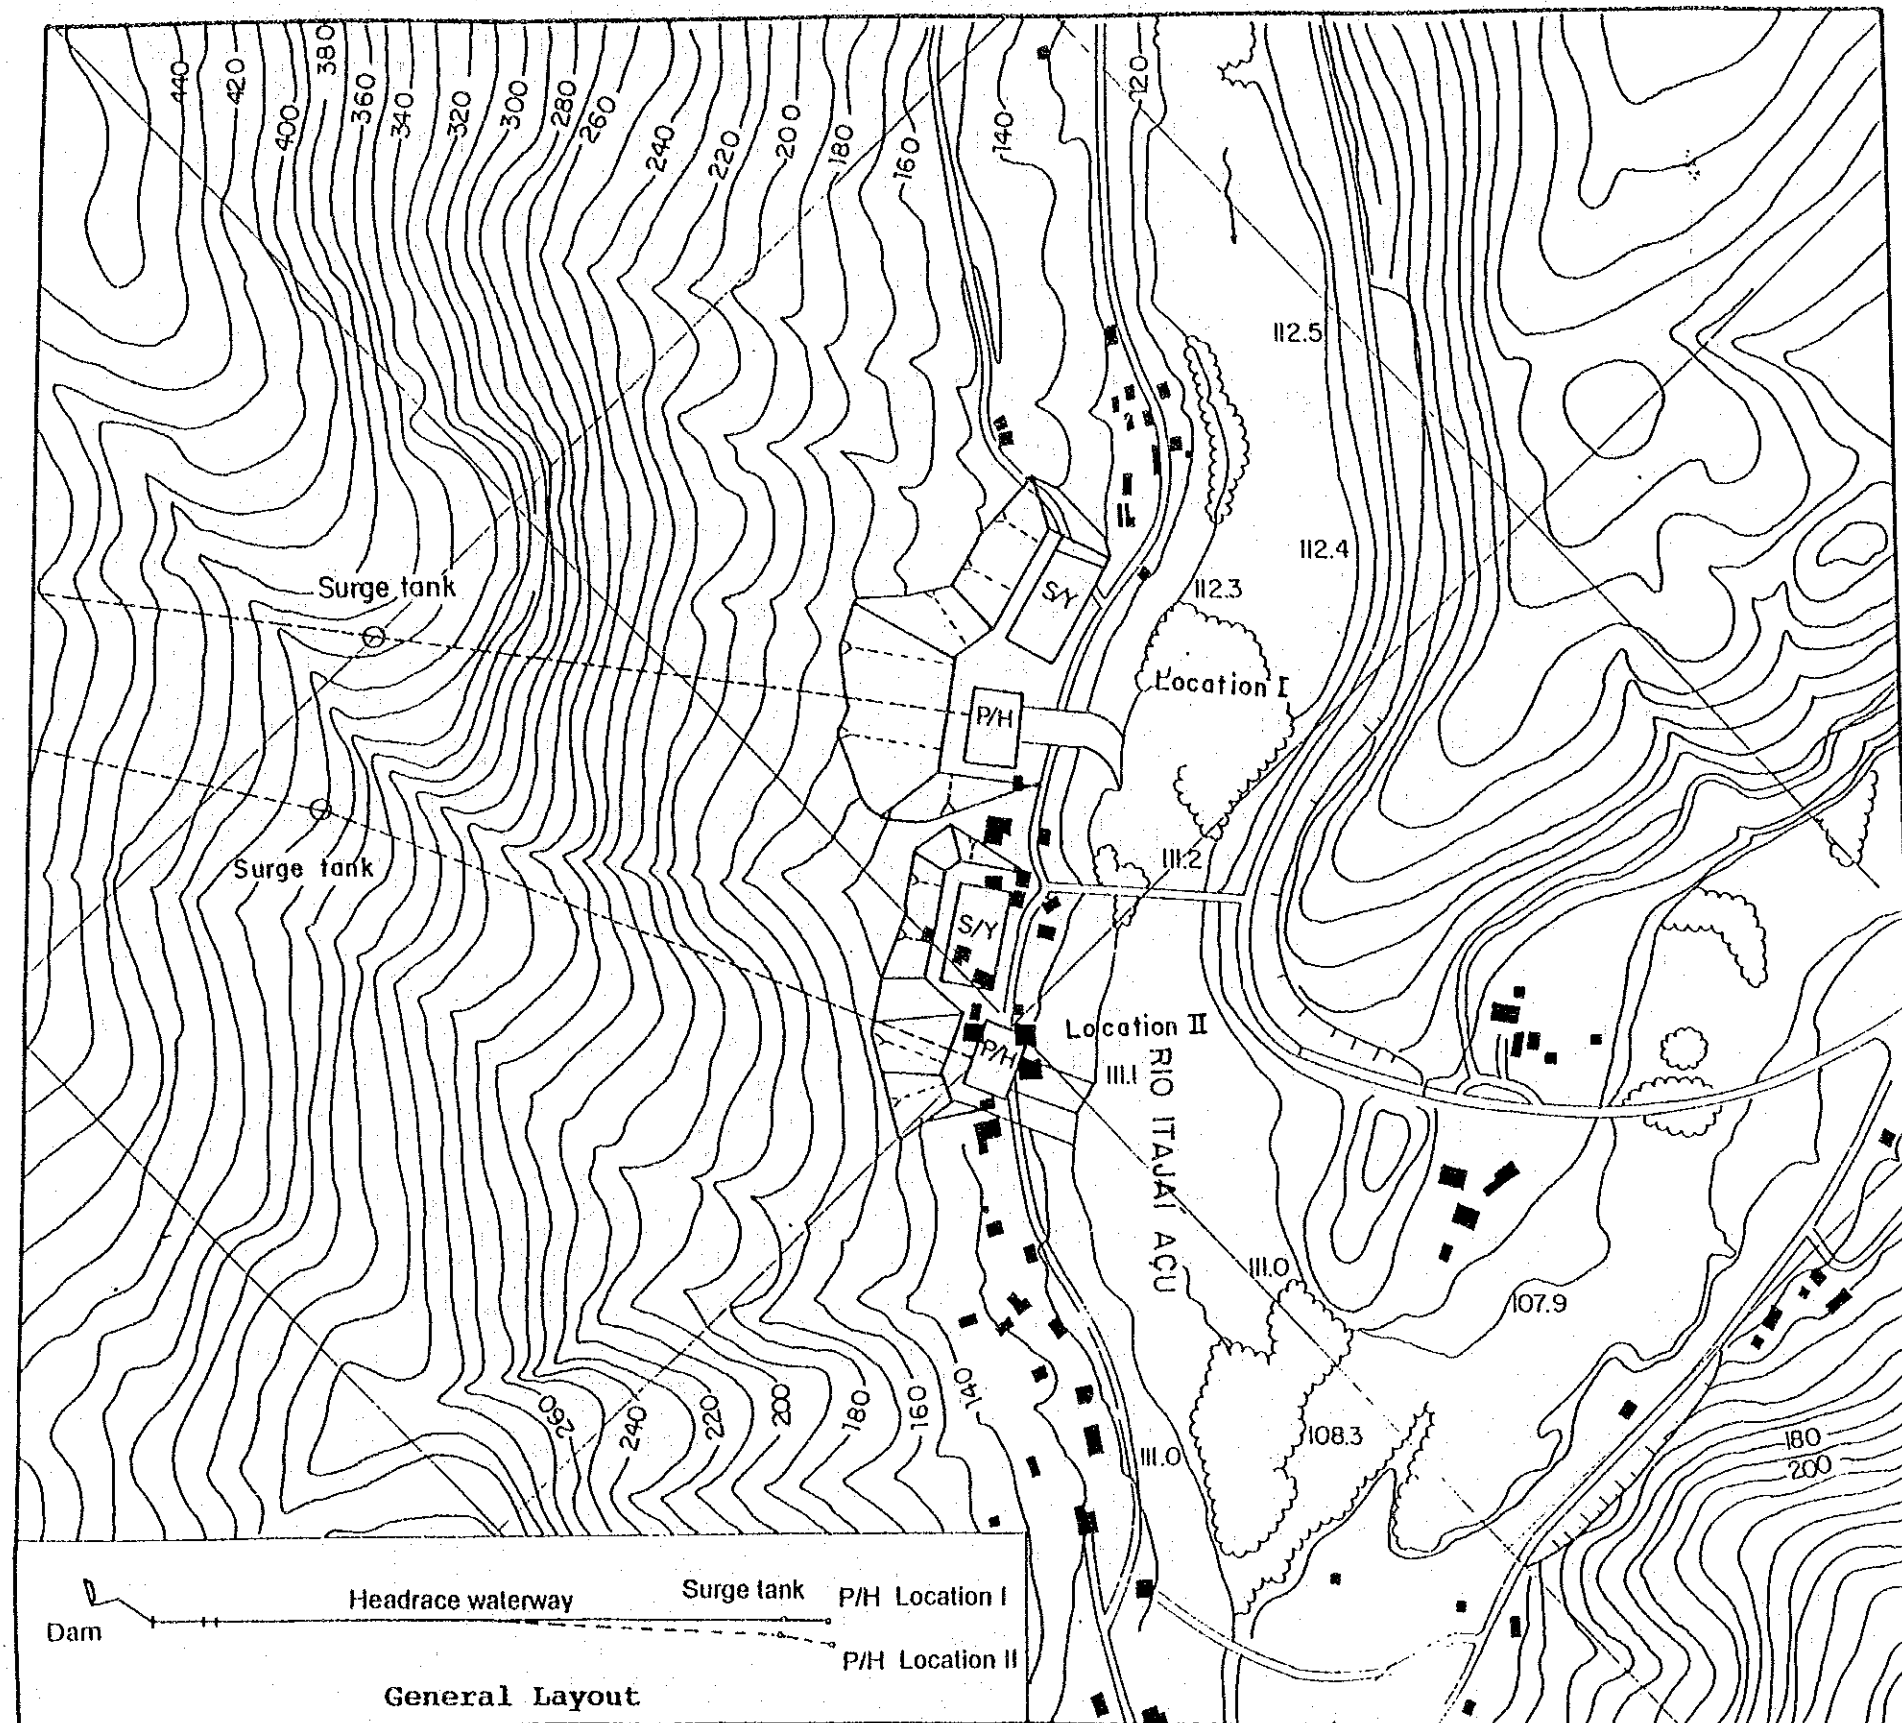 440
420
400
380
360
340
320
300
280
260
240
220
200
180
160
140
120
112.5
112.4
112.3
Surge tank
S/Y
Location I
P/H
111.2
Surge tank
S/Y
Location II
P/H
111.1
RIO ITAJAI AÇU
111.0
107.9
260
240
220
200
180
160
140
111.0
108.3
180
200
Dam
Headrace waterway
Surge tank
P/H Location I
P/H Location II
General Layout